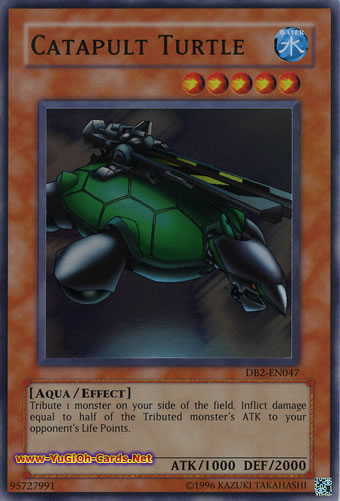 CATAPULT TURTLE
WATER
水
DB2-EN047
[AQUA/EFFECT]
Tribute 1 monster on your side of the field. Inflict damage
equal to half of the Tributed monster's ATK to your
opponent's Life Points.
www.YuGiOh-Cards.Net
ATK/1000 DEF/2000
95727991
©1996 KAZUKI TAKAHASHI